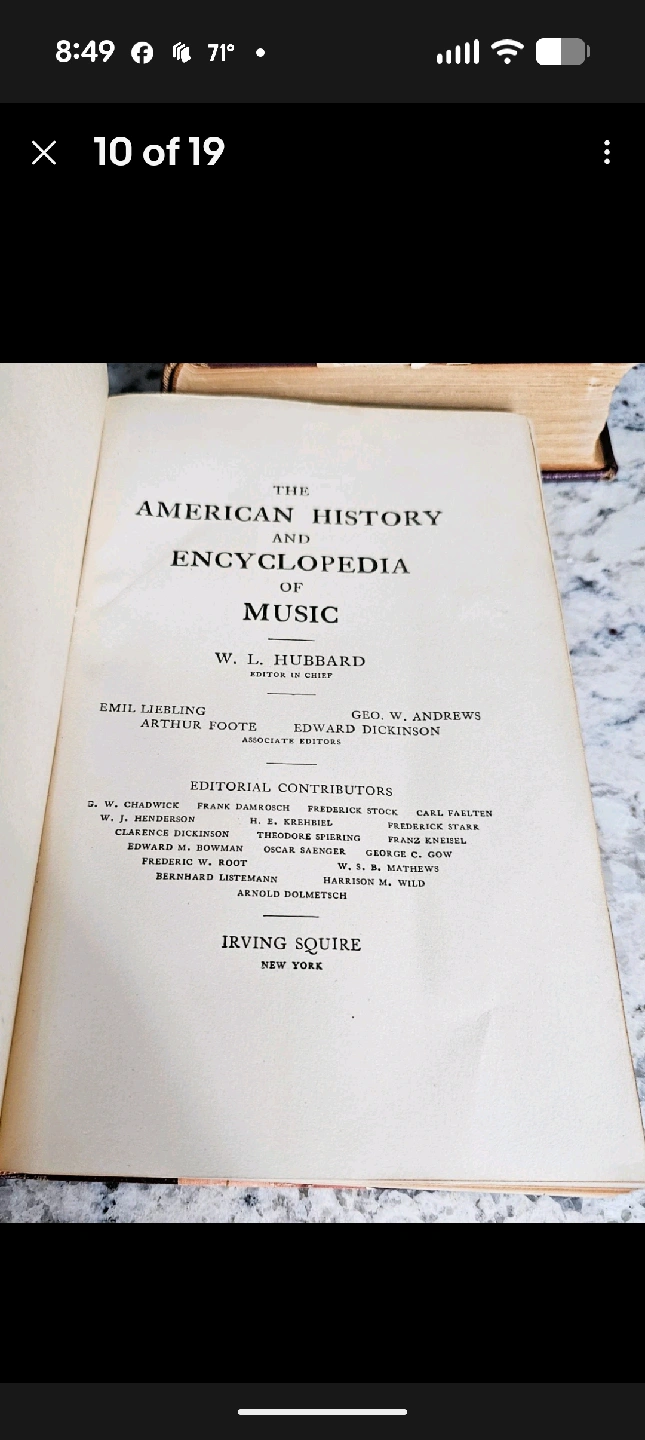 8:49 71°
10 of 19
THE
AMERICAN HISTORY
AND
ENCYCLOPEDIA
OF
MUSIC
W. L. HUBBARD
EDITOR IN CHIEF
EMIL LIEBLING GEO. W. ANDREWS
ARTHUR FOOTE EDWARD DICKINSON
ASSOCIATE EDITORS
EDITORIAL CONTRIBUTORS
G. W. CHADWICK FRANK DAMROSCH FREDERICK STOCK CARL FAELTEN
W. J. HENDERSON H. E. KREHBIEL FREDERICK STARR
CLARENCE DICKINSON THEODORE SPIERING FRANZ KNEISEL
EDWARD M. BOWMAN OSCAR SAENGER GEORGE C. GOW
FREDERIC W. ROOT W. S. B. MATHEWS
BERNHARD LISTEMANN HARRISON M. WILD
ARNOLD DOLMETSCH
IRVING SQUIRE
NEW YORK